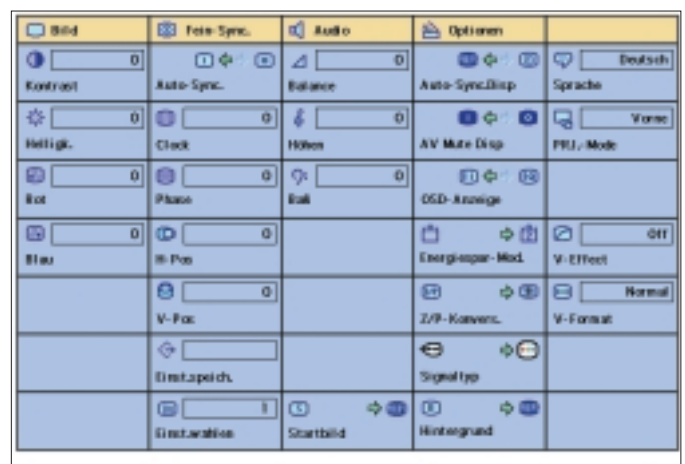 Bild Fein-Sync. Audio Optionen
0 0 Deutsch
Kontrast Auto-Sync. Balance Auto-Sync.Disp Sprache
0 0 0 Vorne
Helligk. Clock Höhen AV Mute Disp PRJ.-Mode
0 0 0
Rot Phase Baß OSD-Anzeige
0 0 Off
Blau H-Pos Energiespar-Mod. V-Effect
0 Normal
V-Pos Z/P-Konvers. V-Format
Einst.speich. Signaltyp
1
Einst.wählen Startbild Hintergrund